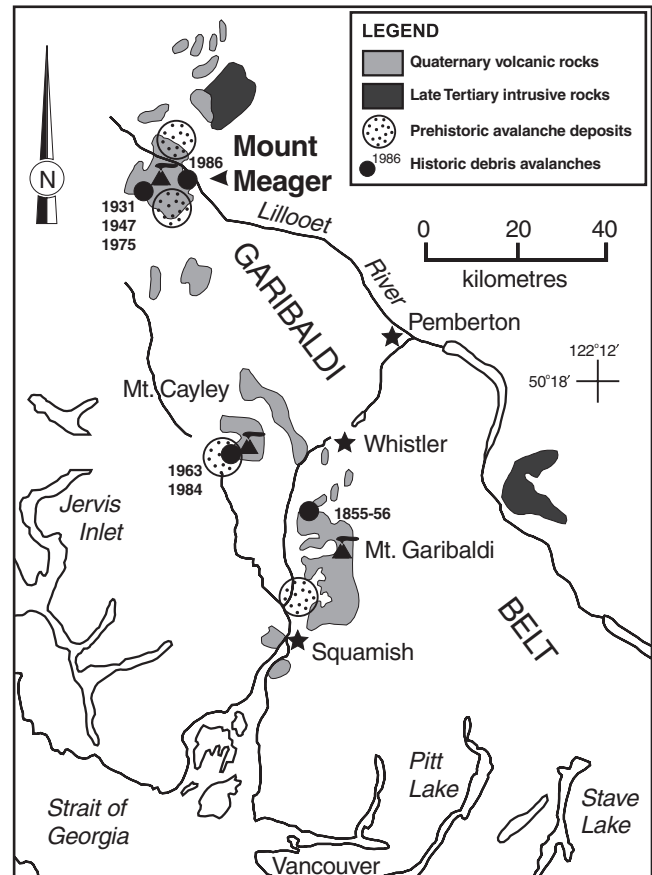 LEGEND
Quaternary volcanic rocks
Late Tertiary intrusive rocks
Prehistoric avalanche deposits
1986 Historic debris avalanches
N
1986
Mount
Meager
1931
1947
1975
Lillooet
River
0 20 40
kilometres
GARIBALDI
Pemberton
122°12′
50°18′
Mt. Cayley
Whistler
1963
1984
Jervis
Inlet
1855-56
Mt. Garibaldi
BELT
Squamish
Pitt
Lake
Strait of
Georgia
Stave
Lake
Vancouver